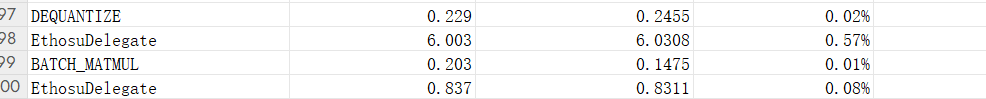 97 DEQUANTIZE 0.229 0.2455 0.02%
98 EthosuDelegate 6.003 6.0308 0.57%
99 BATCH_MATMUL 0.203 0.1475 0.01%
00 EthosuDelegate 0.837 0.8311 0.08%